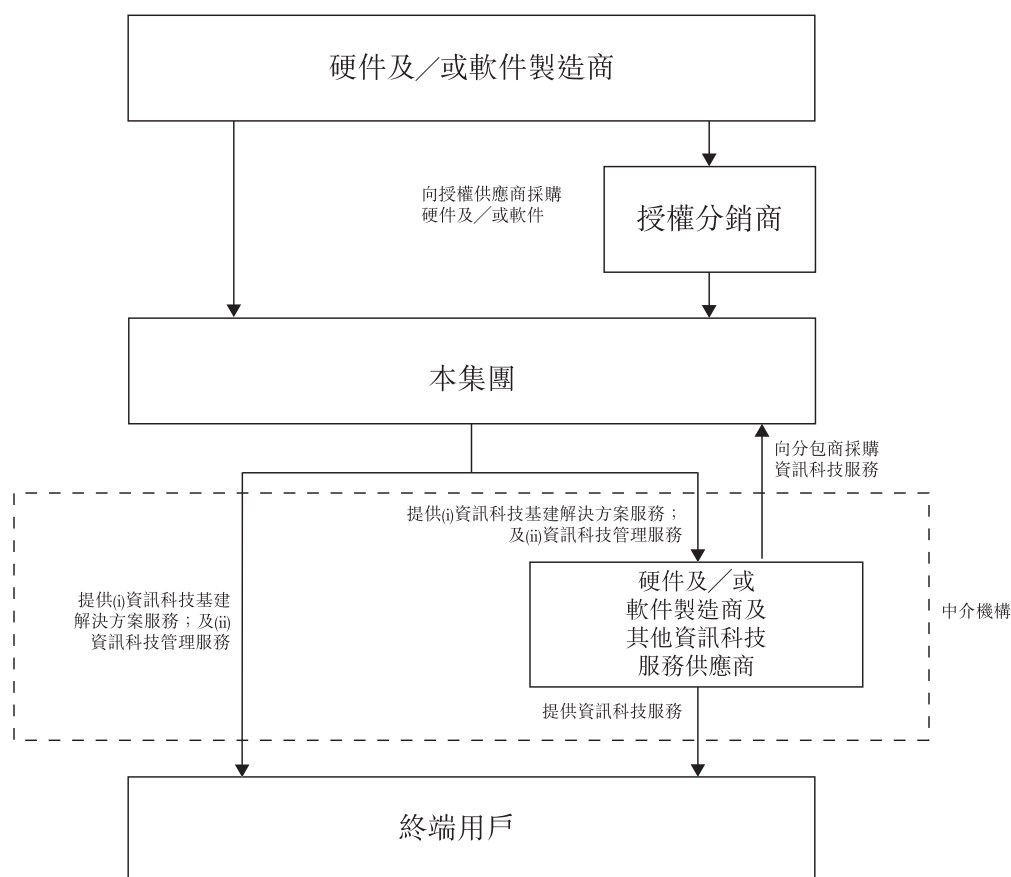 硬件及／或軟件製造商
向授權供應商採購
硬件及／或軟件
授權分銷商
本集團
向分包商採購
資訊科技服務
提供(i)資訊科技基建解決方案服務；
及(ii)資訊科技管理服務
提供(i)資訊科技基建
解決方案服務；及(ii)
資訊科技管理服務
硬件及／或
軟件製造商及
其他資訊科技
服務供應商
中介機構
提供資訊科技服務
終端用戶